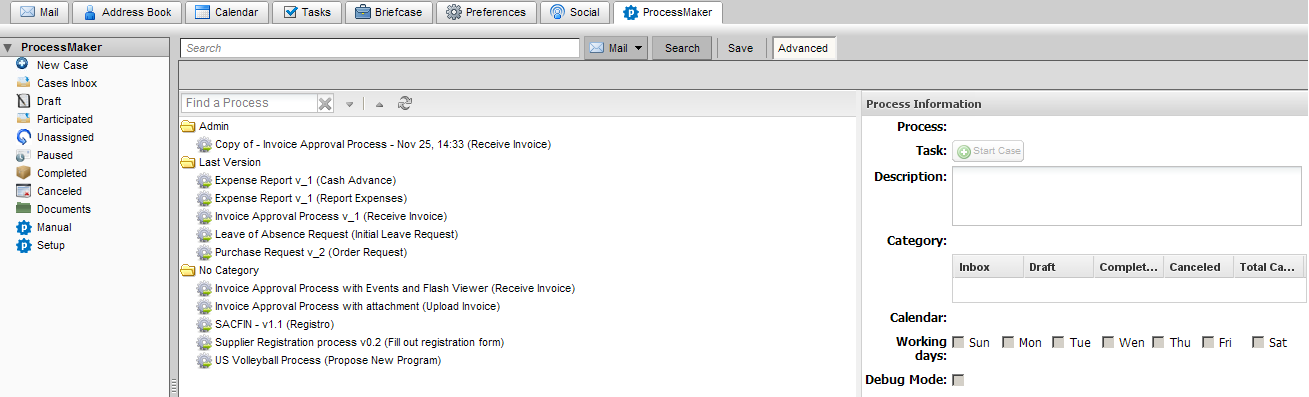 Mail Address Book Calendar Tasks Briefcase Preferences Social ProcessMaker
ProcessMaker
New Case
Cases Inbox
Draft
Participated
Unassigned
Paused
Completed
Canceled
Documents
Manual
Setup
Search Mail Search Save Advanced
Find a Process
Admin
Copy of - Invoice Approval Process - Nov 25, 14:33 (Receive Invoice)
Last Version
Expense Report v_1 (Cash Advance)
Expense Report v_1 (Report Expenses)
Invoice Approval Process v_1 (Receive Invoice)
Leave of Absence Request (Initial Leave Request)
Purchase Request v_2 (Order Request)
No Category
Invoice Approval Process with Events and Flash Viewer (Receive Invoice)
Invoice Approval Process with attachment (Upload Invoice)
SACFIN - v1.1 (Registro)
Supplier Registration process v0.2 (Fill out registration form)
US Volleyball Process (Propose New Program)
Process Information
Process:
Task: Start Case
Description:
Category:
Inbox Draft Complet... Canceled Total Ca...
Calendar:
Working days: Sun Mon Tue Wen Thu Fri Sat
Debug Mode: